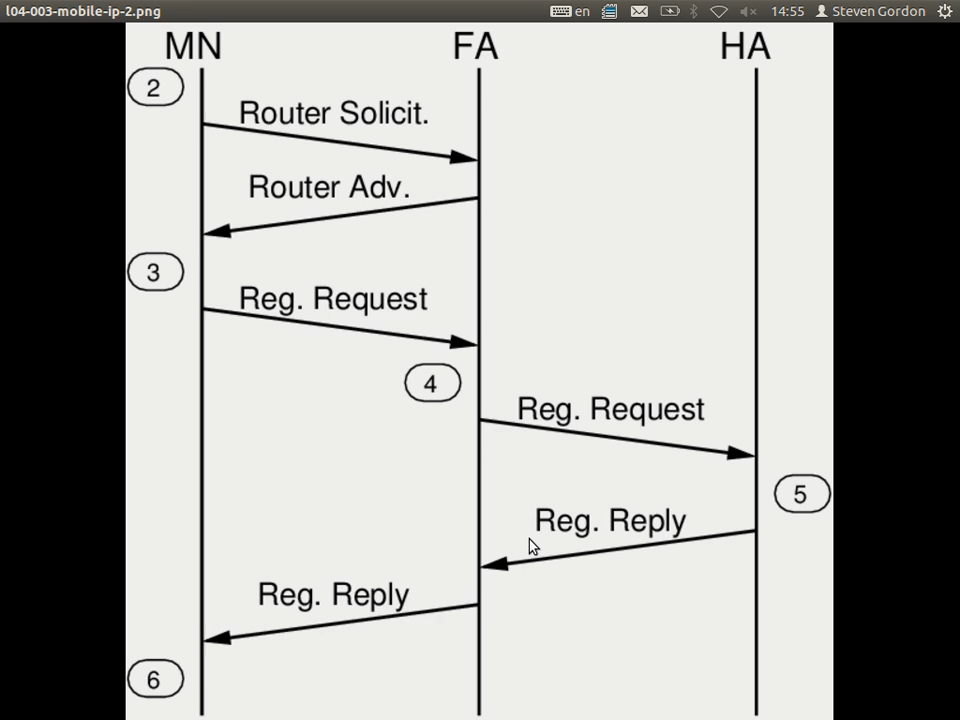 l04-003-mobile-ip-2.png en 14:55 Steven Gordon
MN FA HA
2
Router Solicit.
Router Adv.
3
Reg. Request
4
Reg. Request
5
Reg. Reply
Reg. Reply
6